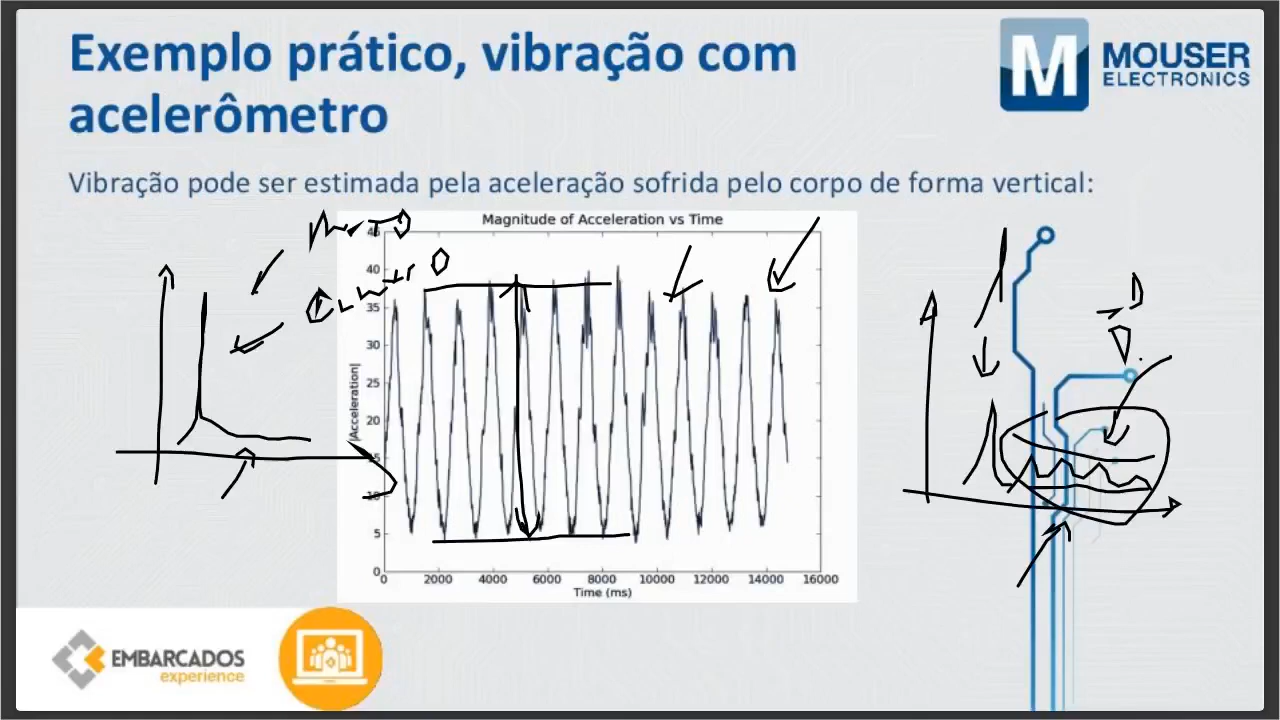 Exemplo prático, vibração com
acelerômetro
M
MOUSER
ELECTRONICS
Vibração pode ser estimada pela aceleração sofrida pelo corpo de forma vertical:
Magnitude of Acceleration vs Time
45
40
35
30
25
20
15
10
5
0
|Acceleration|
0 2000 4000 6000 8000 10000 12000 14000 16000
Time (ms)
EMBARCADOS
experience